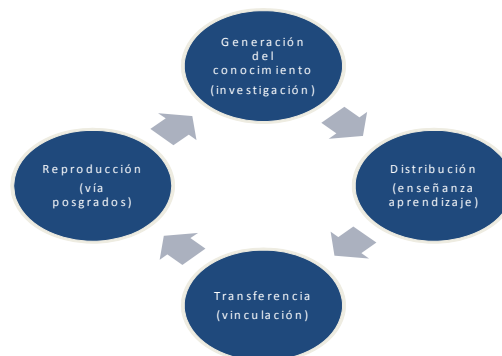 Generación
del
conocimiento
(investigación)
Distribución
(enseñanza
aprendizaje)
Transferencia
(vinculación)
Reproducción
(vía
posgrados)